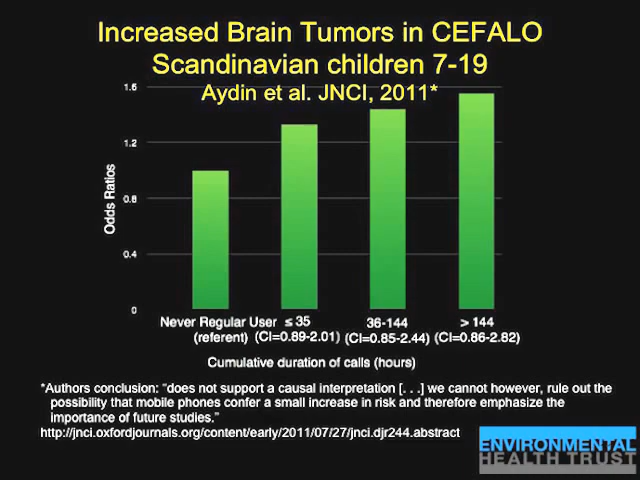 Increased Brain Tumors in CEFALO
Scandinavian children 7-19
Aydin et al. JNCI, 2011*
1.6
1.2
0.8
0.4
0
Odds Ratios
Never Regular User ≤ 35 36-144 > 144
(referent) (CI=0.89-2.01) (CI=0.85-2.44) (CI=0.86-2.82)
Cumulative duration of calls (hours)
*Authors conclusion: “does not support a causal interpretation [. . .] we cannot however, rule out the
possibility that mobile phones confer a small increase in risk and therefore emphasize the
importance of future studies.”
http://jnci.oxfordjournals.org/content/early/2011/07/27/jnci.djr244.abstract
ENVIRONMENTAL
HEALTH TRUST